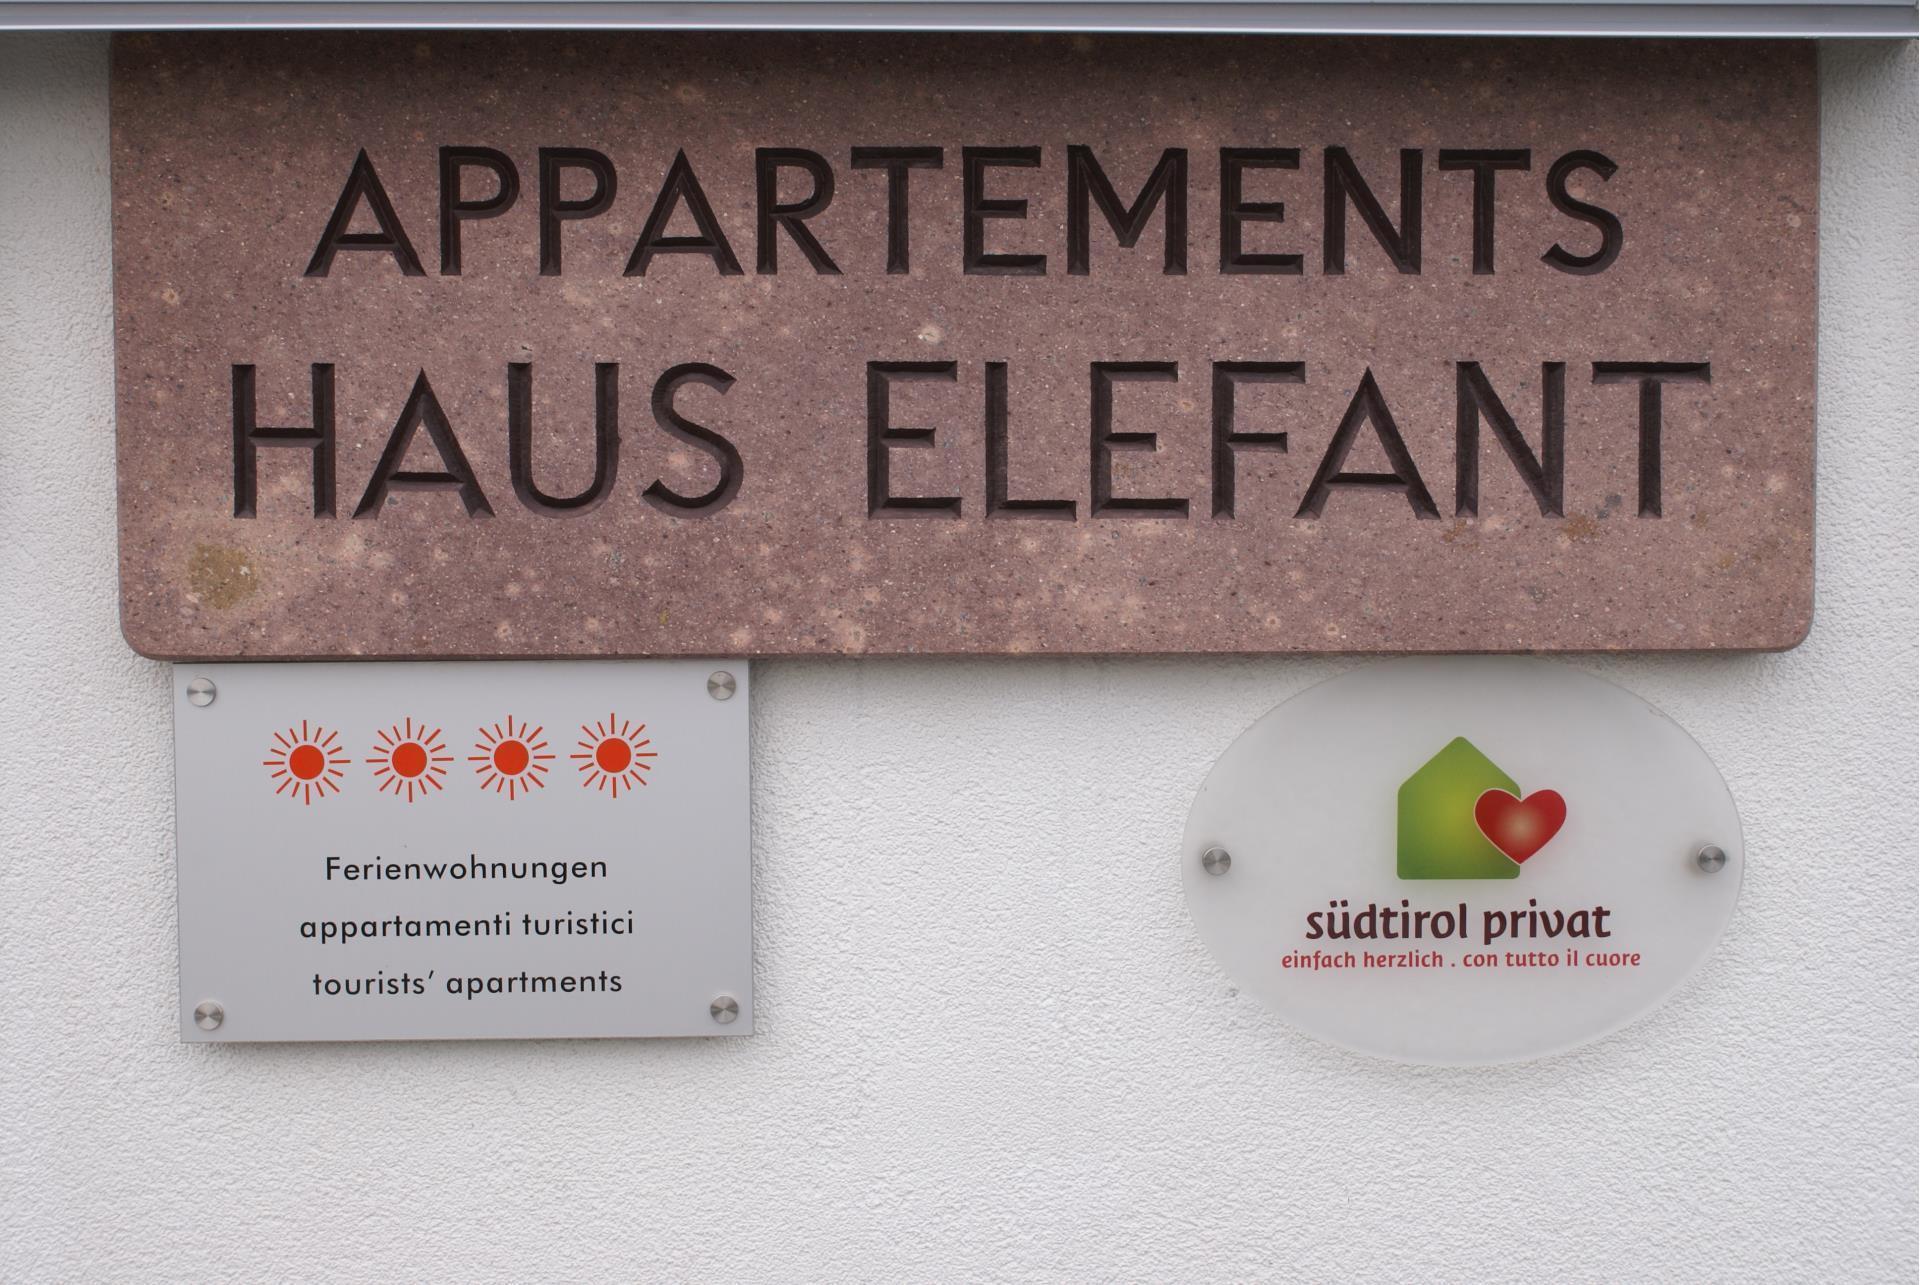 APPARTEMENTS
HAUS ELEFANT
Ferienwohnungen
appartamenti turistici
tourists’ apartments
südtirol privat
einfach herzlich . con tutto il cuore